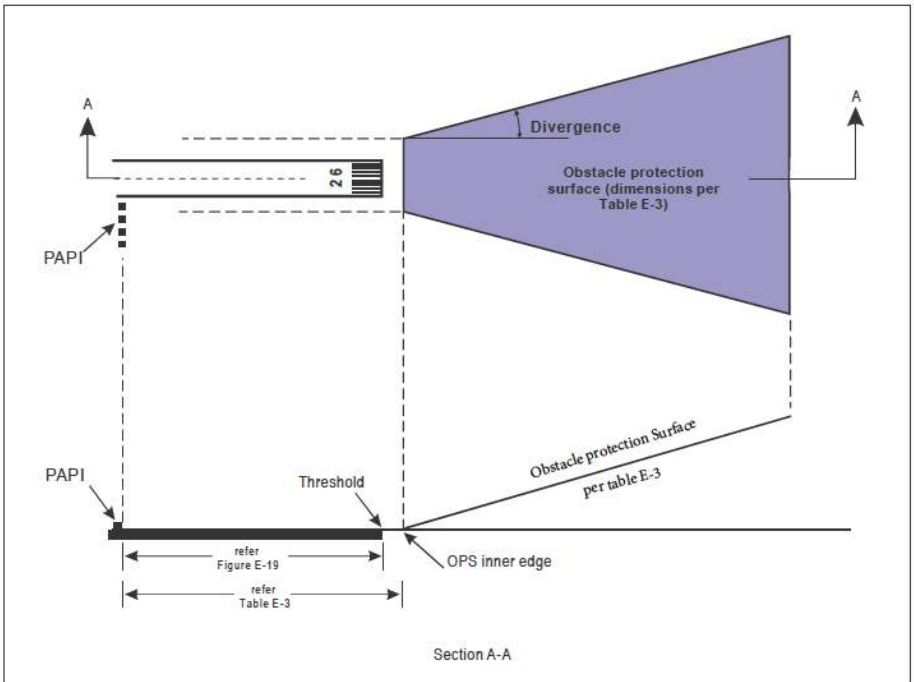 A
A
Divergence
26
Obstacle protection
surface (dimensions per
Table E-3)
PAPI
Obstacle protection Surface
per table E-3
PAPI
Threshold
refer
Figure E-19
OPS inner edge
refer
Table E-3
Section A-A